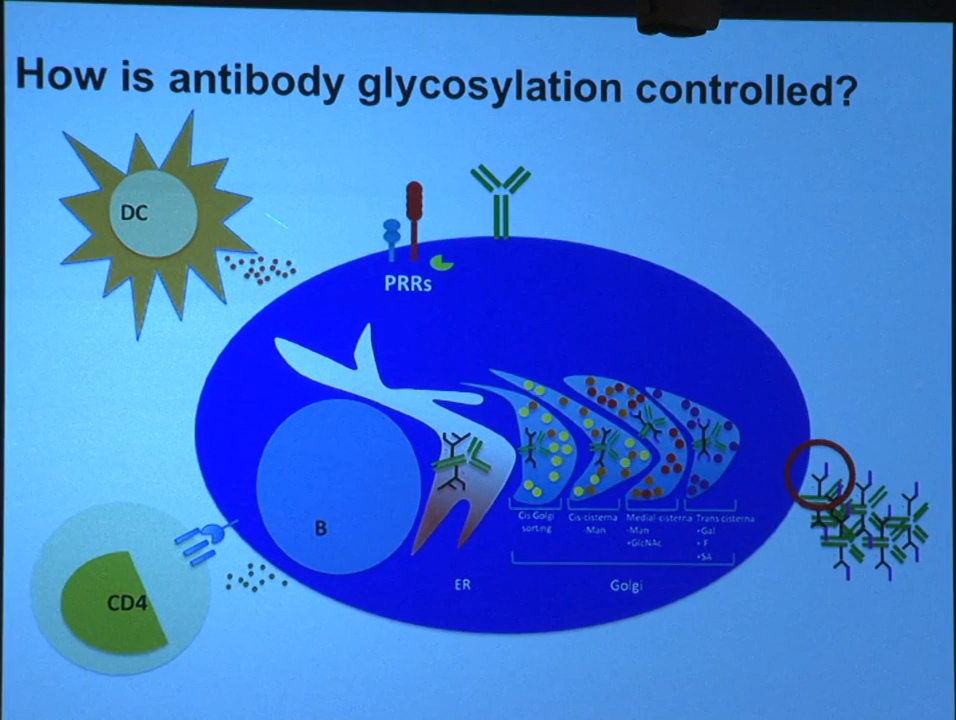 How is antibody glycosylation controlled?
DC
PRRs
B
CD4
Cis Golgi
sorting
Cis-cisterna
-Man
Medial-cisterna
-Man
+GlcNAc
Trans cisterna
+Gal
+ F
+SA
ER
Golgi